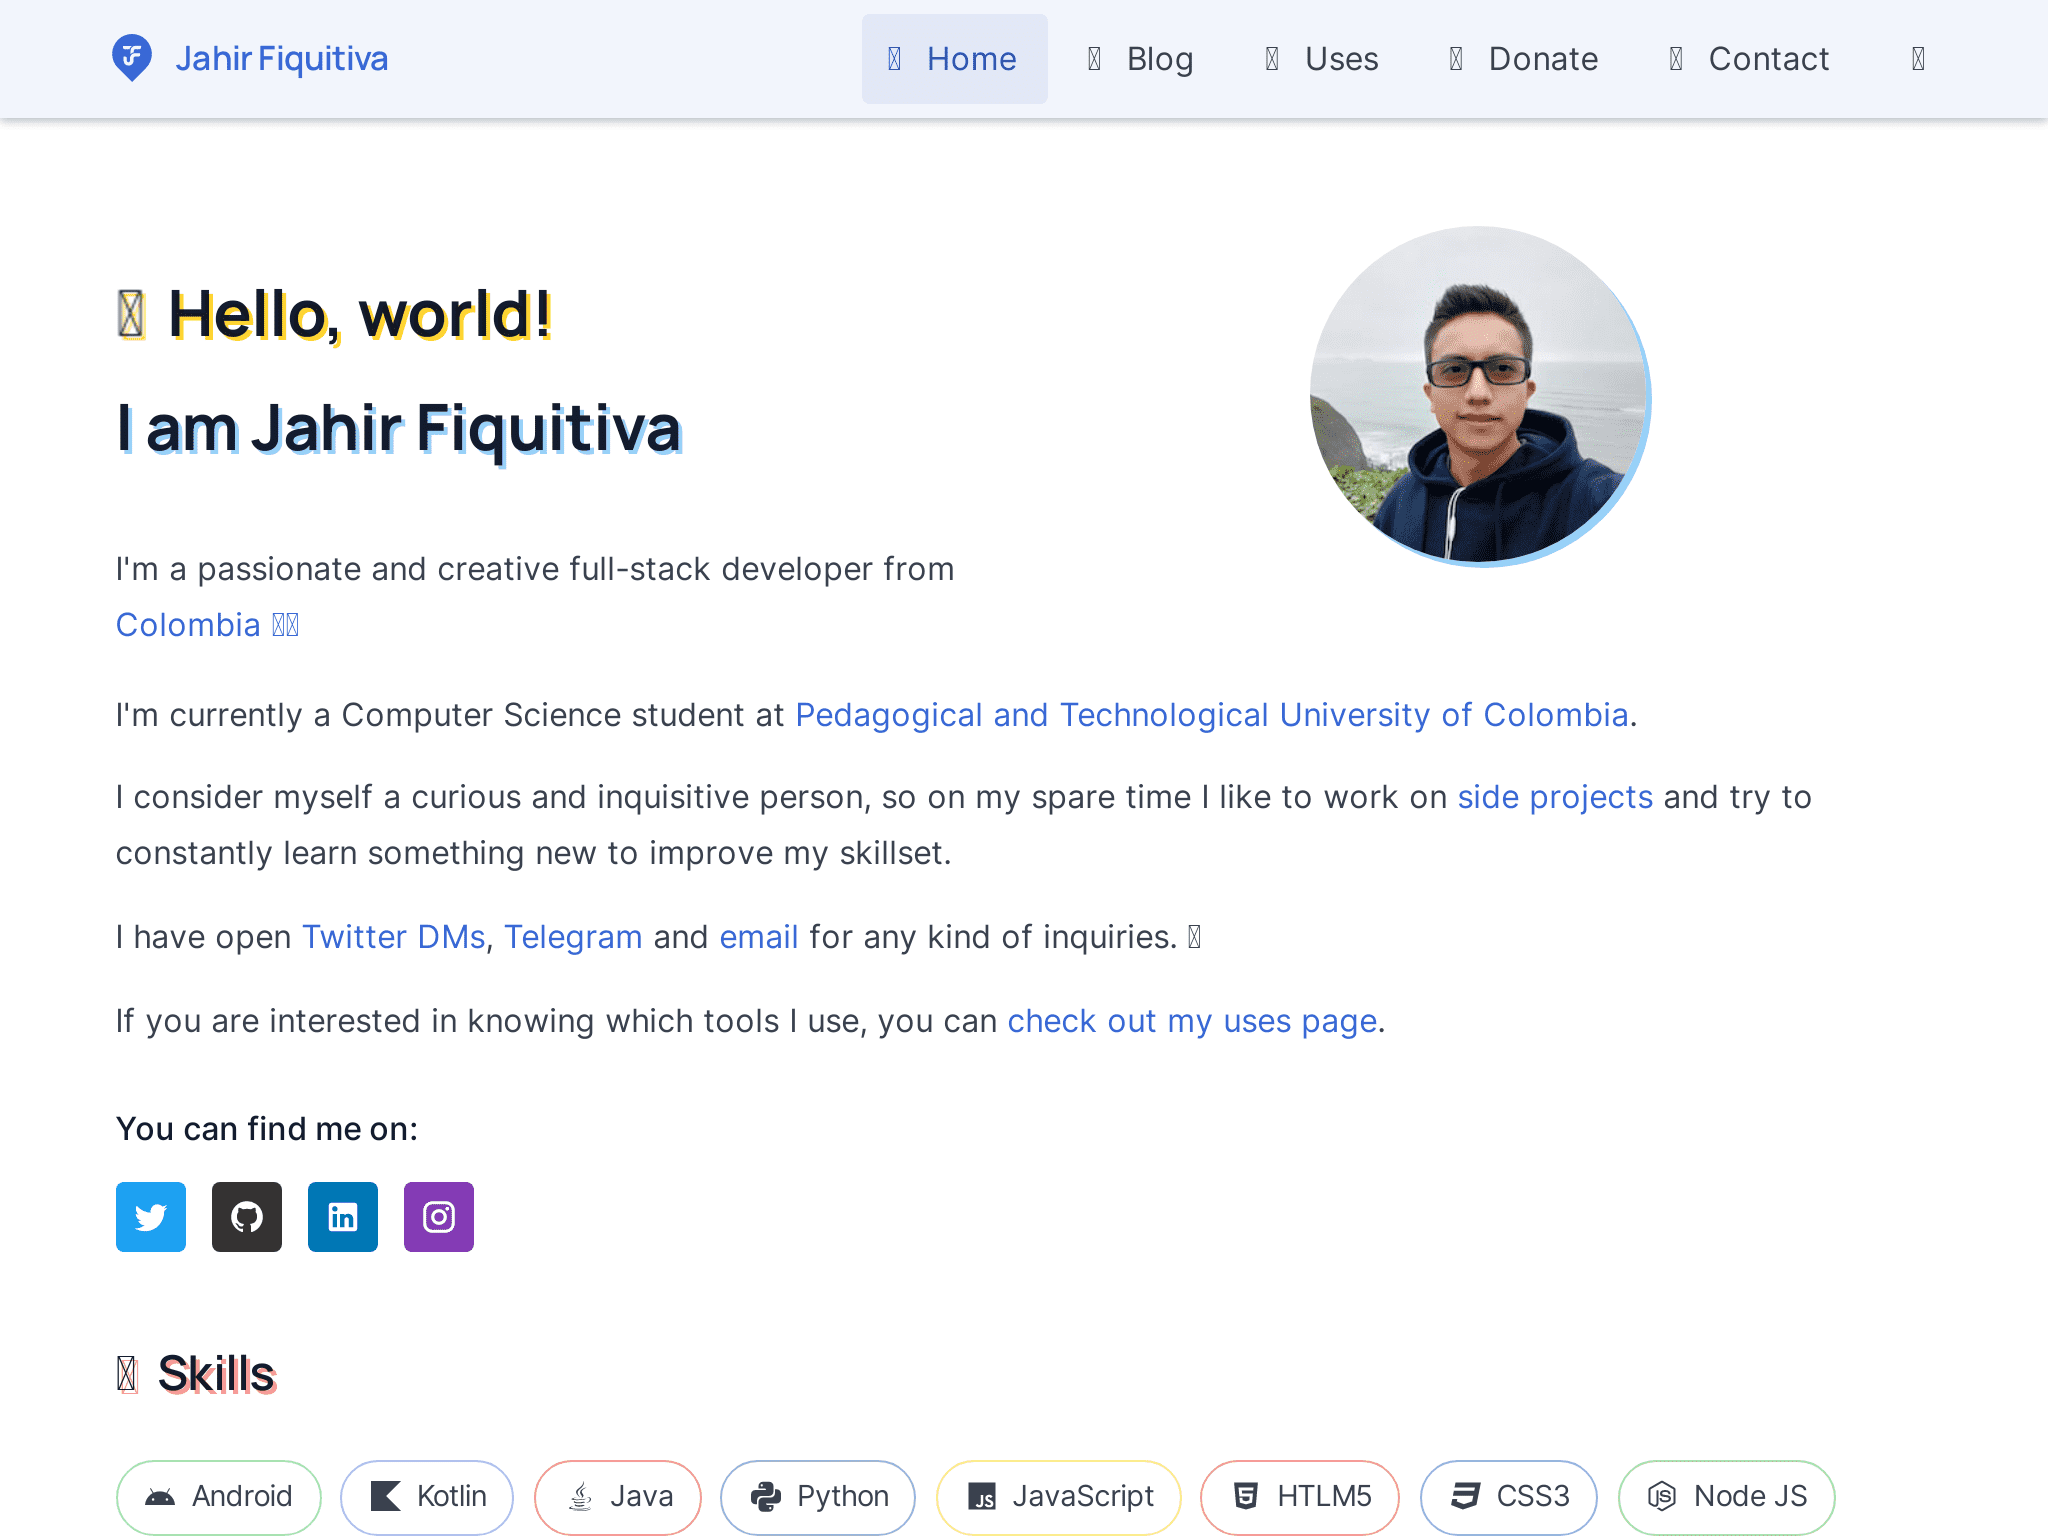 Jahir Fiquitiva
Home
Blog
Uses
Donate
Contact
Hello, world!
I am Jahir Fiquitiva
I'm a passionate and creative full-stack developer from
Colombia
I'm currently a Computer Science student at Pedagogical and Technological University of Colombia.
I consider myself a curious and inquisitive person, so on my spare time I like to work on side projects and try to
constantly learn something new to improve my skillset.
I have open Twitter DMs, Telegram and email for any kind of inquiries.
If you are interested in knowing which tools I use, you can check out my uses page.
You can find me on:
Skills
Android
Kotlin
Java
Python
JavaScript
HTLM5
CSS3
Node JS